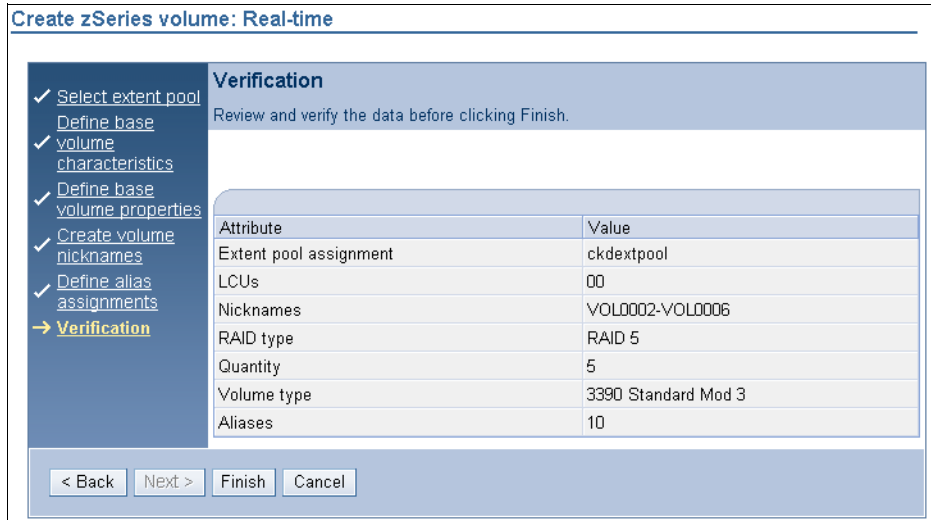 Create zSeries volume: Real-time
Select extent pool
Define base
volume
characteristics
Define base
volume properties
Create volume
nicknames
Define alias
assignments
Verification
Verification
Review and verify the data before clicking Finish.
Attribute Value
Extent pool assignment ckdextpool
LCUs 00
Nicknames VOL0002-VOL0006
RAID type RAID 5
Quantity 5
Volume type 3390 Standard Mod 3
Aliases 10
< Back Next > Finish Cancel